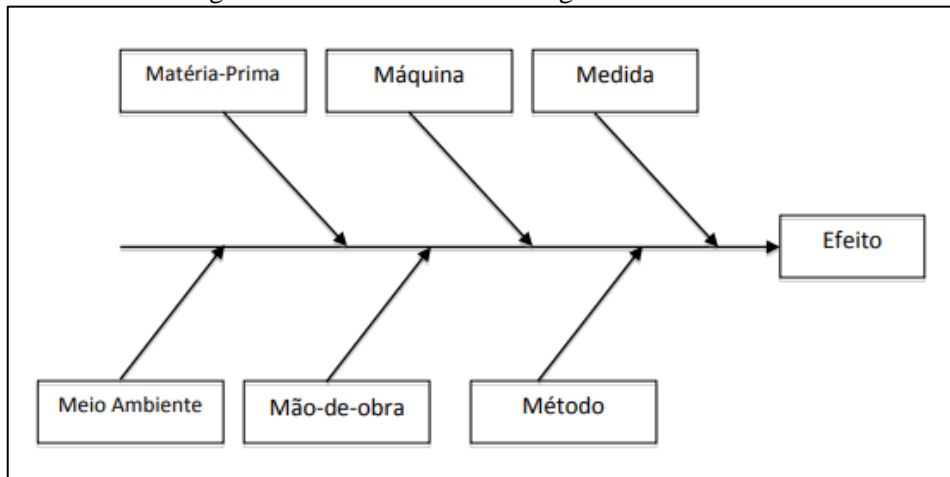 Matéria-Prima
Máquina
Medida
Efeito
Meio Ambiente
Mão-de-obra
Método